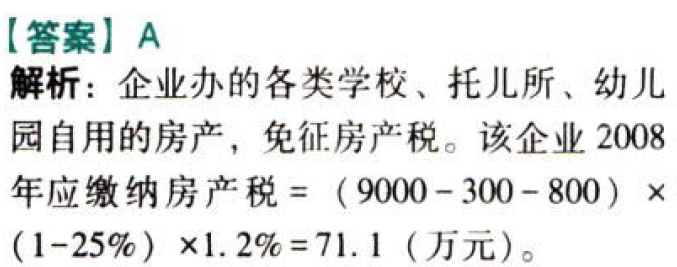 【答案】A
解析：企业办的各类学校、托儿所、幼儿
园自用的房产，免征房产税。该企业 2008
年应缴纳房产税 = （9000 - 300 - 800）×
(1-25%）×1. 2% = 71. 1（万元）。